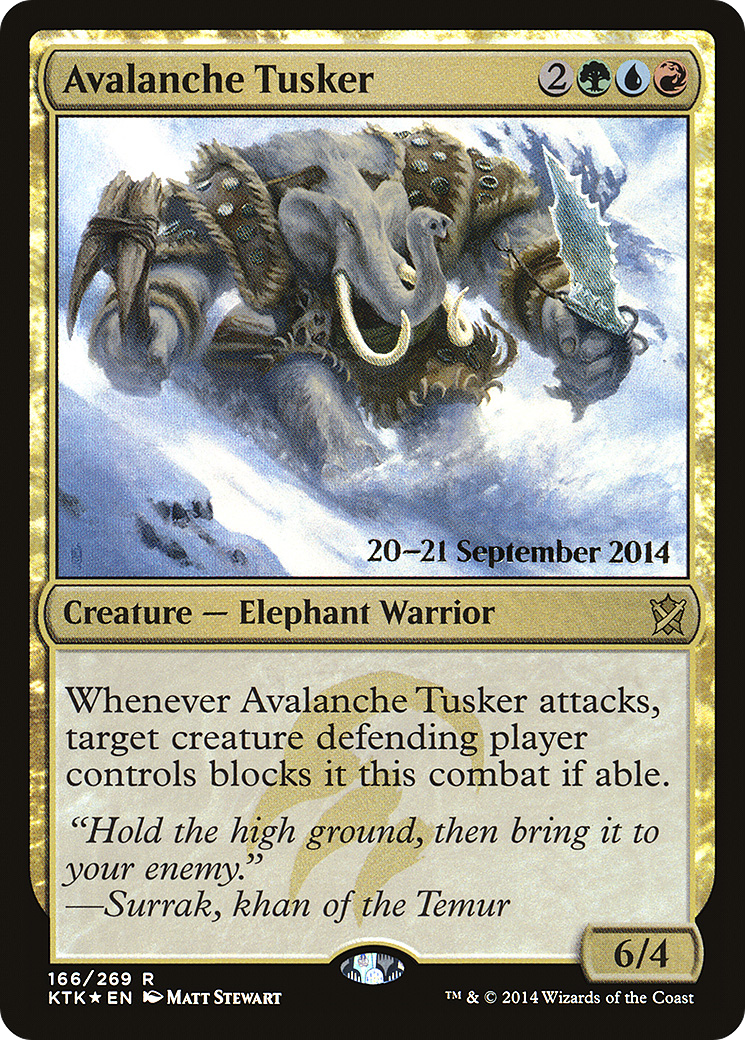 Avalanche Tusker 2
20–21 September 2014
Creature — Elephant Warrior
Whenever Avalanche Tusker attacks,
target creature defending player
controls blocks it this combat if able.
“Hold the high ground, then bring it to
your enemy.”
—Surrak, khan of the Temur
6/4
166/269 R
KTK★EN Matt Stewart
™ & © 2014 Wizards of the Coast